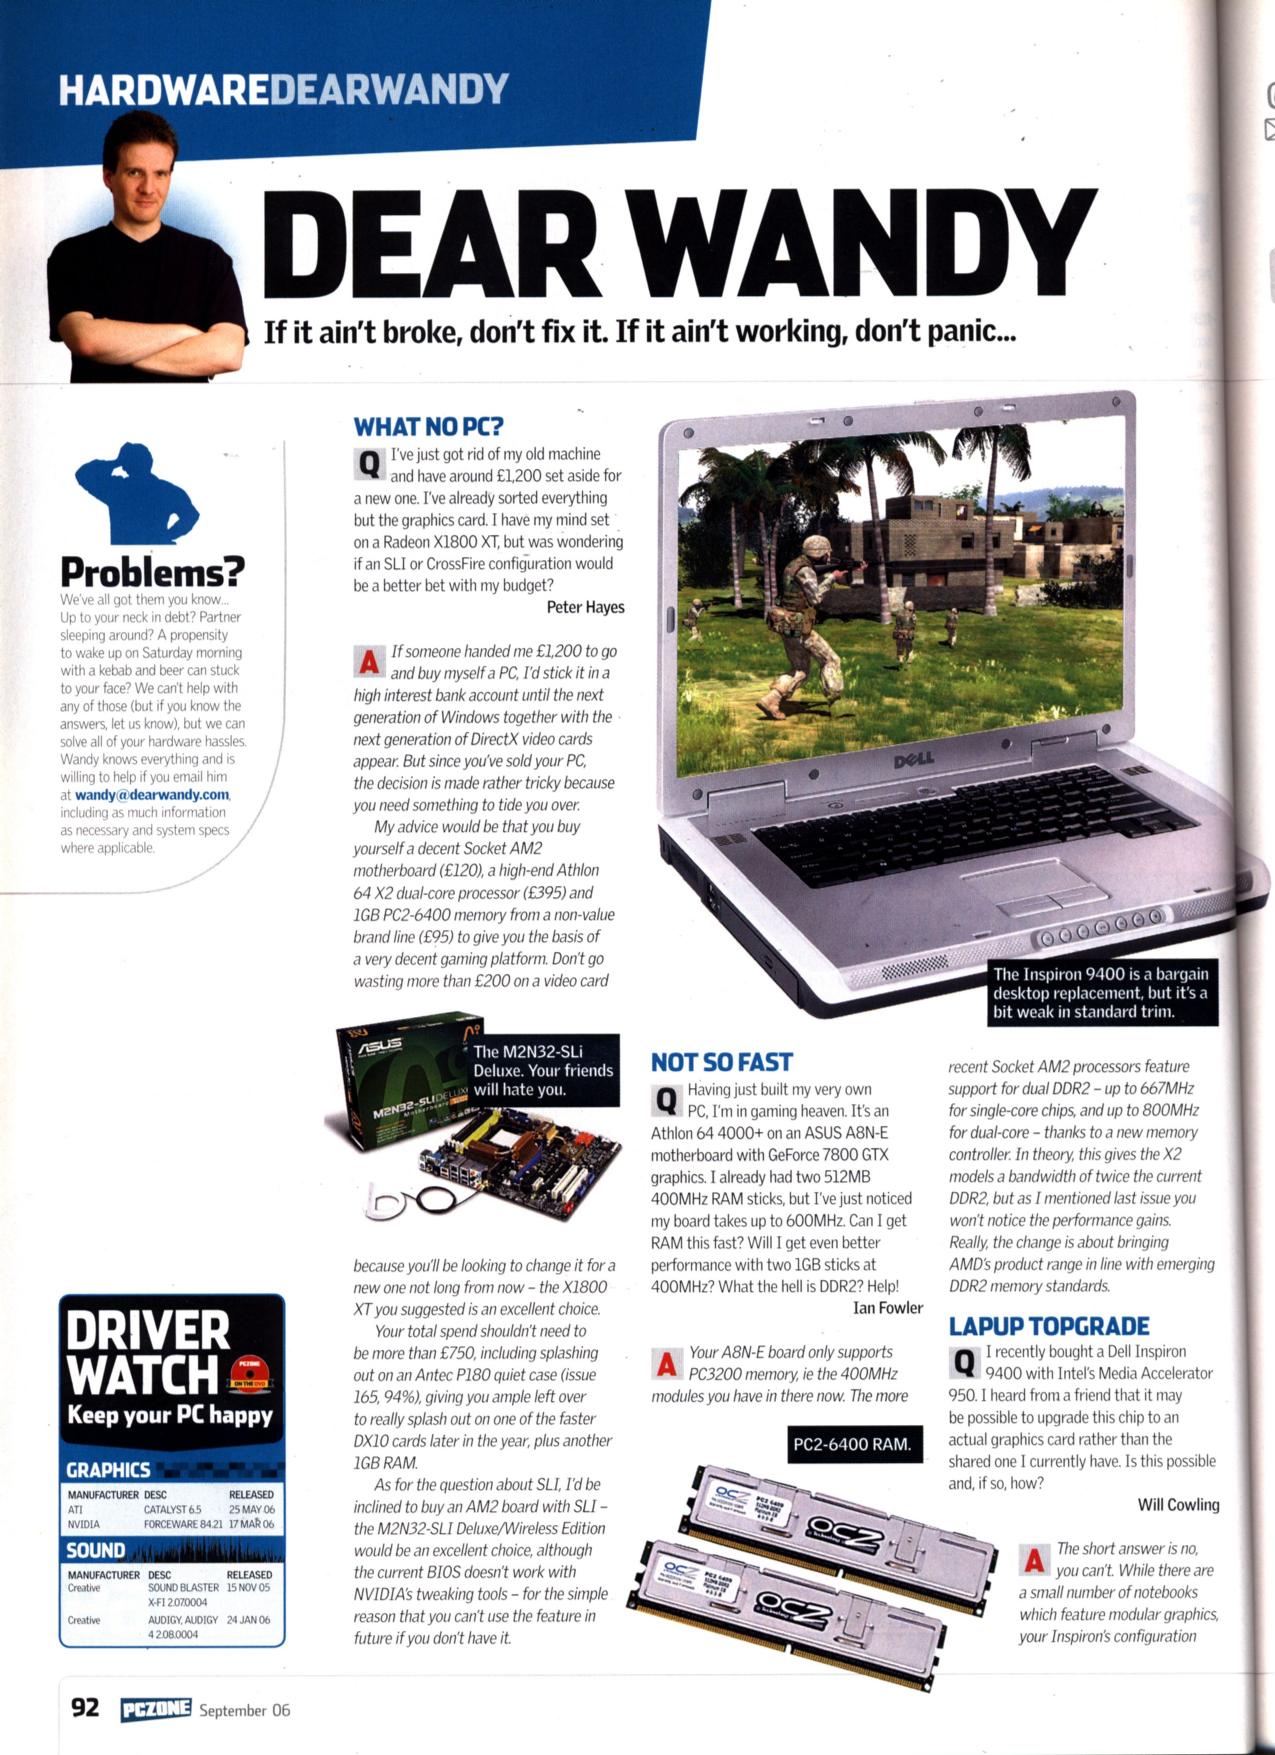 HARDWAREDEARWANDY
DEAR WANDY
If it ain't broke, don't fix it. If it ain't working, don't panic...
Problems?
We've all got them you know...
Up to your neck in debt? Partner
sleeping around? A propensity
to wake up on Saturday morning
with a kebab and beer can stuck
to your face? We can't help with
any of those (but if you know the
answers, let us know), but we can
solve all of your hardware hassles.
Wandy knows everything and is
willing to help if you email him
at wandy@dearwandy.com,
including as much information
as necessary and system specs
where applicable.
DRIVER
WATCH
PCZONE
ON THE DVD
Keep your PC happy
GRAPHICS
MANUFACTURER DESC RELEASED
ATI CATALYST 6.5 25 MAY 06
NVIDIA FORCEWARE 84.21 17 MAR 06
SOUND
MANUFACTURER DESC RELEASED
Creative SOUND BLASTER 15 NOV 05
X-FI 2.070004
Creative AUDIGY, AUDIGY 24 JAN 06
4 2.08.0004
WHAT NO PC?
Q I've just got rid of my old machine
and have around £1,200 set aside for
a new one. I've already sorted everything
but the graphics card. I have my mind set
on a Radeon X1800 XT, but was wondering
if an SLI or CrossFire configuration would
be a better bet with my budget?
Peter Hayes
A If someone handed me £1,200 to go
and buy myself a PC, I'd stick it in a
high interest bank account until the next
generation of Windows together with the
next generation of DirectX video cards
appear. But since you've sold your PC,
the decision is made rather tricky because
you need something to tide you over.
My advice would be that you buy
yourself a decent Socket AM2
motherboard (£120), a high-end Athlon
64 X2 dual-core processor (£395) and
1GB PC2-6400 memory from a non-value
brand line (£95) to give you the basis of
a very decent gaming platform. Don't go
wasting more than £200 on a video card
ASUS
M2N32-SLI DELUXE
Motherboard
The M2N32-SLi
Deluxe. Your friends
will hate you.
because you'll be looking to change it for a
new one not long from now – the X1800
XT you suggested is an excellent choice.
Your total spend shouldn't need to
be more than £750, including splashing
out on an Antec P180 quiet case (issue
165, 94%), giving you ample left over
to really splash out on one of the faster
DX10 cards later in the year, plus another
1GB RAM.
As for the question about SLI, I'd be
inclined to buy an AM2 board with SLI –
the M2N32-SLI Deluxe/Wireless Edition
would be an excellent choice, although
the current BIOS doesn't work with
NVIDIA's tweaking tools – for the simple
reason that you can't use the feature in
future if you don't have it.
DELL
The Inspiron 9400 is a bargain
desktop replacement, but it's a
bit weak in standard trim.
NOT SO FAST
Q Having just built my very own
PC, I'm in gaming heaven. It's an
Athlon 64 4000+ on an ASUS A8N-E
motherboard with GeForce 7800 GTX
graphics. I already had two 512MB
400MHz RAM sticks, but I've just noticed
my board takes up to 600MHz. Can I get
RAM this fast? Will I get even better
performance with two 1GB sticks at
400MHz? What the hell is DDR2? Help!
Ian Fowler
A Your A8N-E board only supports
PC3200 memory, ie the 400MHz
modules you have in there now. The more
PC2-6400 RAM.
OCZ
PC2 6400
512MB DDR2
Platinum
OCZ
Technology
OCZ
PC2 6400
512MB DDR2
Platinum
OCZ
Technology
recent Socket AM2 processors feature
support for dual DDR2 – up to 667MHz
for single-core chips, and up to 800MHz
for dual-core – thanks to a new memory
controller. In theory, this gives the X2
models a bandwidth of twice the current
DDR2, but as I mentioned last issue you
won't notice the performance gains.
Really, the change is about bringing
AMD's product range in line with emerging
DDR2 memory standards.
LAPUP TOPGRADE
Q I recently bought a Dell Inspiron
9400 with Intel's Media Accelerator
950. I heard from a friend that it may
be possible to upgrade this chip to an
actual graphics card rather than the
shared one I currently have. Is this possible
and, if so, how?
Will Cowling
A The short answer is no,
you can't. While there are
a small number of notebooks
which feature modular graphics,
your Inspiron's configuration
92 PCZONE September 06